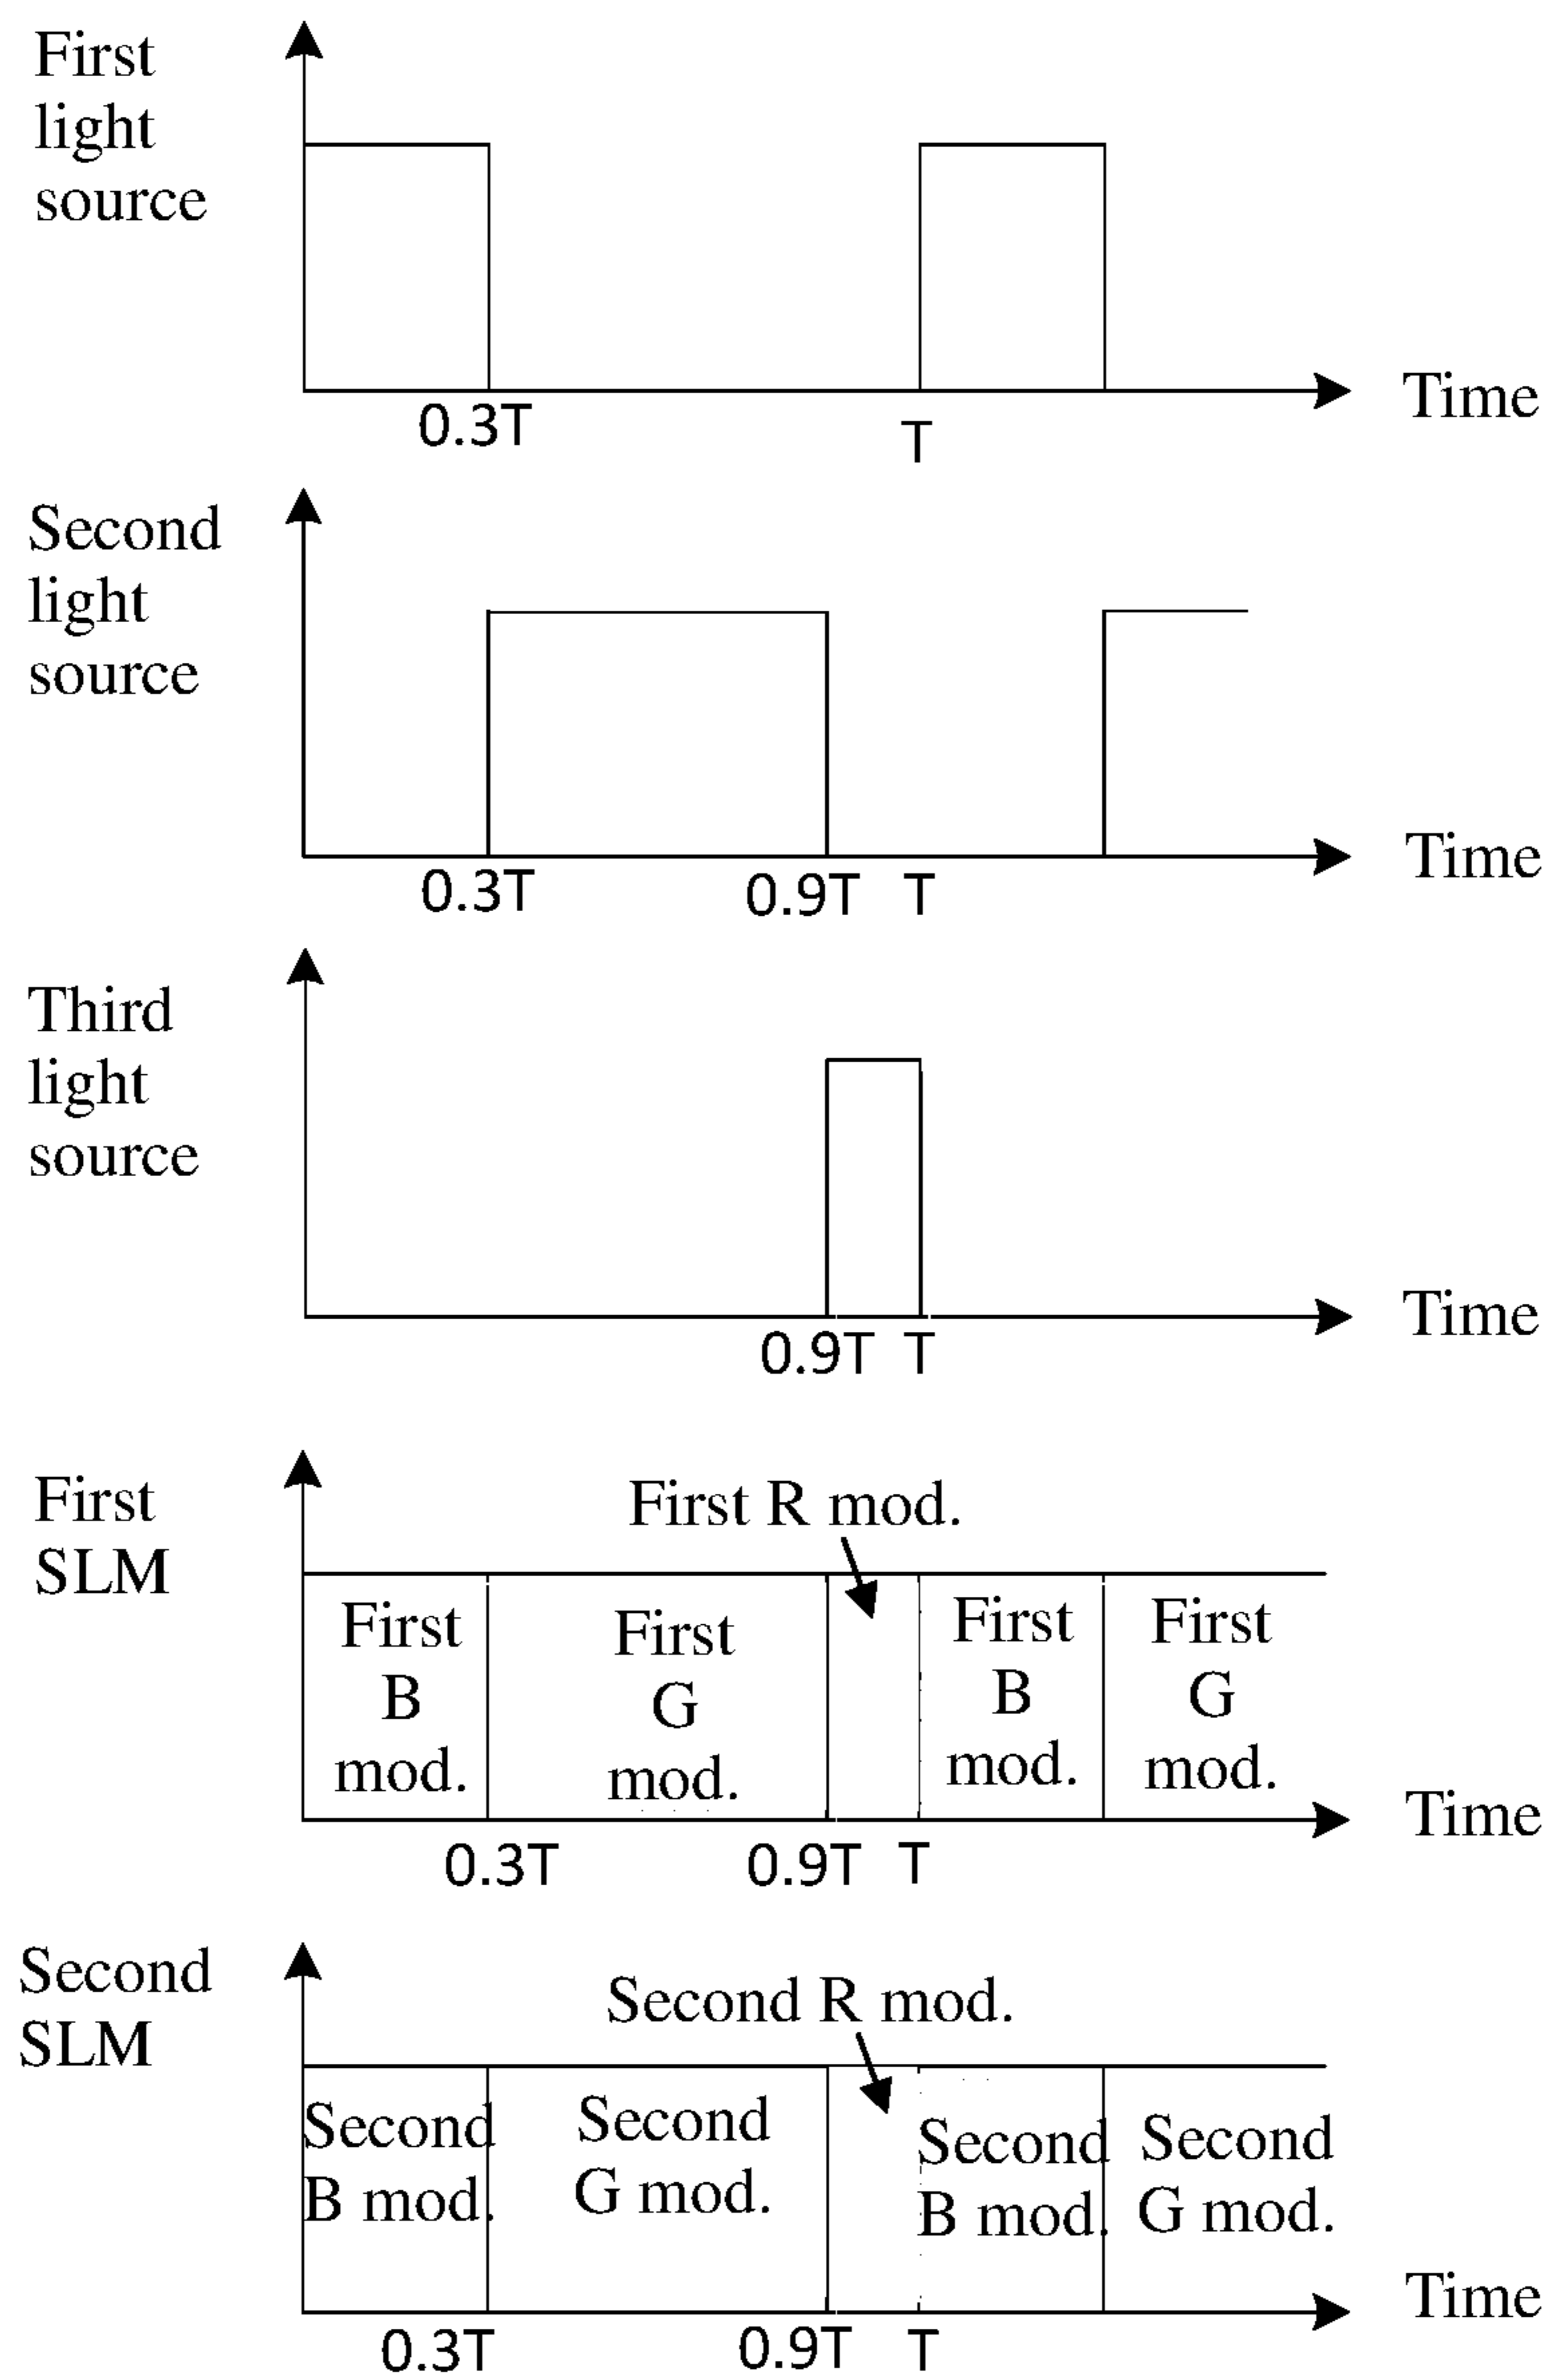 First
light
source
Time
0.3T
T
Second
light
source
Time
0.3T
0.9T
T
Third
light
source
Time
0.9T
T
First
SLM
First R mod.
First
B
mod.
First
G
mod.
First
B
mod.
First
G
mod.
Time
0.3T
0.9T
T
Second
SLM
Second R mod.
Second
B mod.
Second
G mod.
Second
B mod.
Second
G mod.
Time
0.3T
0.9T
T